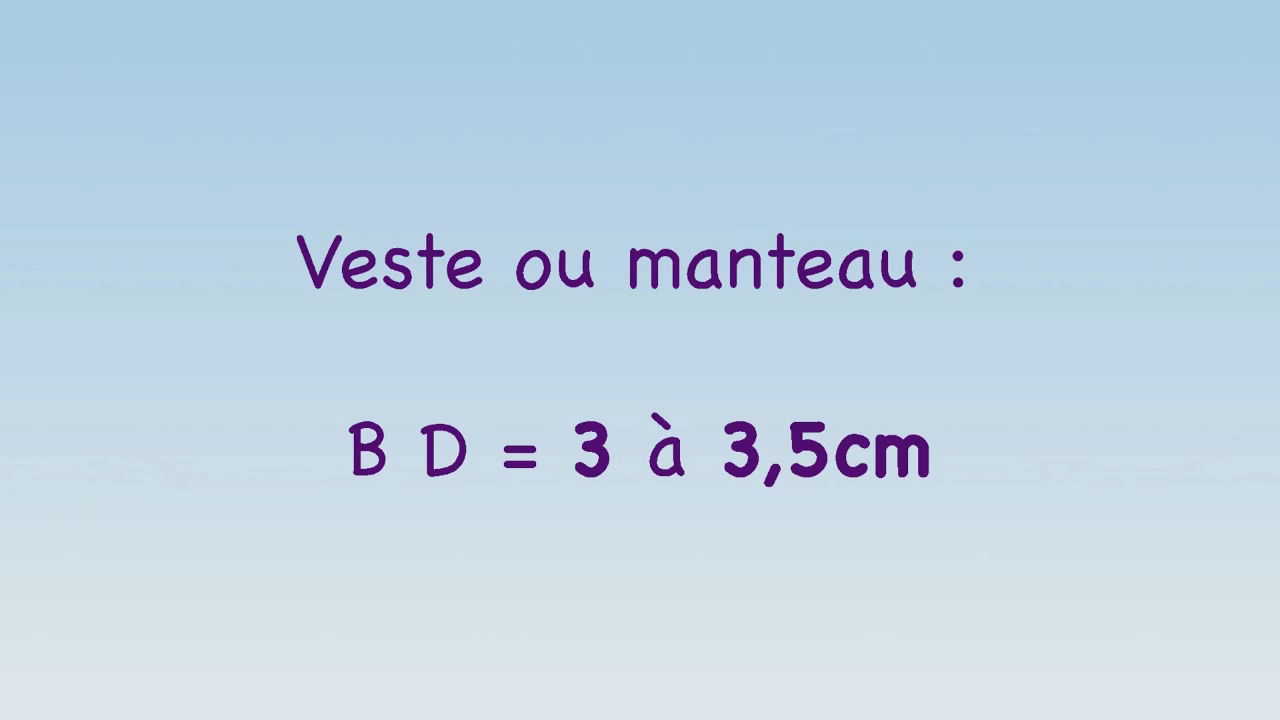 Veste ou manteau :
B D = 3 à 3,5cm